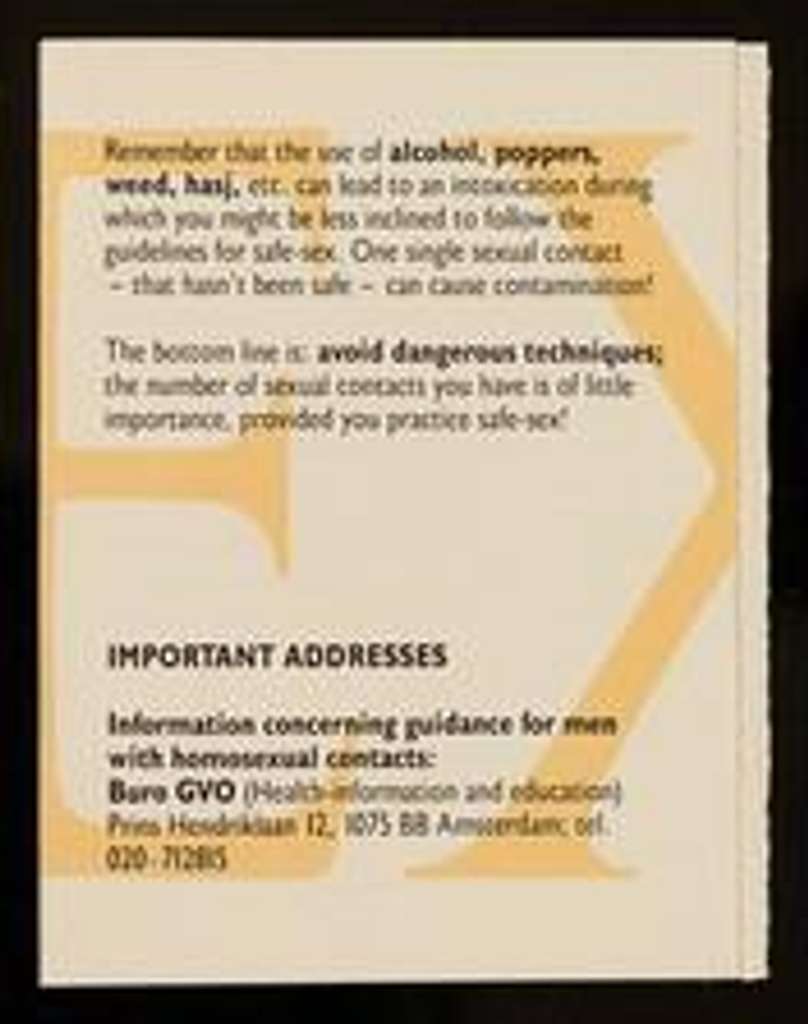 Remember that the use of alcohol, poppers,
weed, hasj, etc. can lead to an intoxication during
which you might be less inclined to follow the
guidelines for safe-sex. One single sexual contact
– that hasn't been safe – can cause contamination!
The bottom line is: avoid dangerous techniques;
the number of sexual contacts you have is of little
importance, provided you practice safe-sex!
IMPORTANT ADDRESSES
Information concerning guidance for men
with homosexual contacts:
Buro GVO (Health-information and education)
Prins Hendriklaan 12, 1075 BB Amsterdam; tel.
020-712815
EX